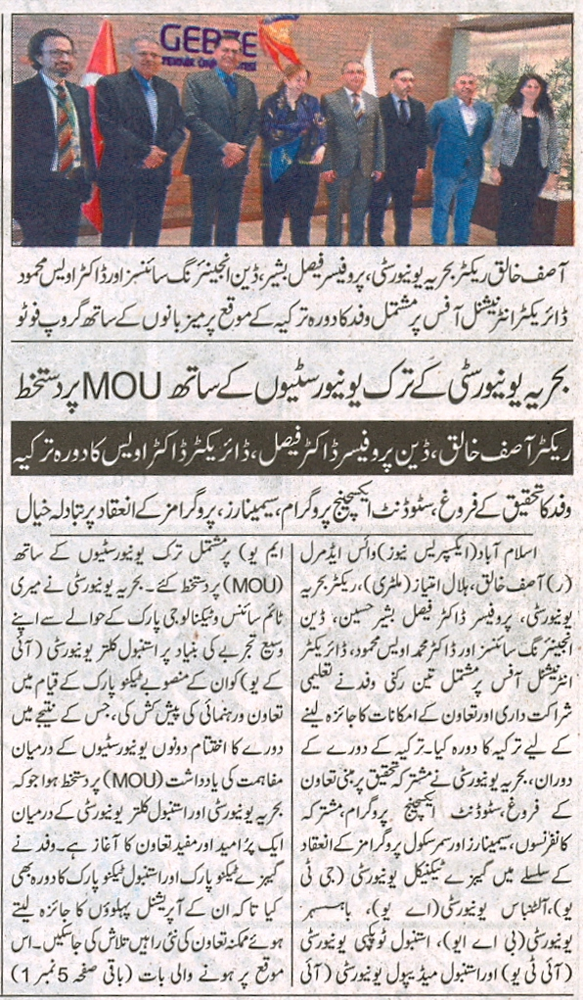 GEBZE
TEKNİK ÜNİVERSİTESİ
آصف خالق ریکٹر بحریہ یونیورسٹی، پروفیسر فیصل بشیر، ڈین انجینئرنگ سائنسز اور ڈاکٹر اویس محمود
ڈائریکٹر انٹرنیشنل آفس پر مشتمل وفد کا دورہ ترکیہ کے موقع پر میزبانوں کے ساتھ گروپ فوٹو
بحریہ یونیورسٹی کے ترک یونیورسٹیوں کے ساتھ MOU پر دستخط
ریکٹر آصف خالق، ڈین پروفیسر ڈاکٹر فیصل، ڈائریکٹر ڈاکٹر اویس کا دورہ ترکیہ
وفد کا تحقیق کے فروغ، سٹوڈنٹ ایکسچینج پروگرام، سیمینارز، پروگرامز کے انعقاد پر تبادلہ خیال
اسلام آباد (ایکسپریس نیوز) وائس ایڈمرل
(ر) آصف خالق، ہلال امتیاز (ملٹری)، ریکٹر بحریہ
یونیورسٹی، پروفیسر ڈاکٹر فیصل بشیر حسین، ڈین
انجینئرنگ سائنسز اور ڈاکٹر محمد اویس محمود، ڈائریکٹر
انٹرنیشنل آفس پر مشتمل تین رکنی وفد نے تعلیمی
شراکت داری اور تعاون کے امکانات کا جائزہ لینے
کے لیے ترکیہ کا دورہ کیا۔ ترکیہ کے دورے کے
دوران، بحریہ یونیورسٹی نے مشترکہ تحقیق پر مبنی تعاون
کے فروغ، سٹوڈنٹ ایکسچینج پروگرام، مشترکہ
کانفرنسوں، سیمینارز اور سمر سکول پروگرامز کے انعقاد
کے سلسلے میں گیبزے ٹیکنیکل یونیورسٹی (جی ٹی
یو)، آلتنباس یونیورسٹی (اے یو)، باہسہر
یونیورسٹی (بی اے ایو)، استنبول ٹوپکپی یونیورسٹی
(آئی ٹی یو) اور استنبول میڈیپول یونیورسٹی (آئی
ایم یو) پر مشتمل ترک یونیورسٹیوں کے ساتھ
(MOU) پر دستخط کئے۔ بحریہ یونیورسٹی نے میری
ٹائم سائنس و ٹیکنالوجی پارک کے حوالے سے اپنے
وسیع تجربے کی بنیاد پر استنبول کلتر یونیورسٹی (آئی
کے یو) کو ان کے منصوبے ٹیکنو پارک کے قیام میں
تعاون و رہنمائی کی پیش کش کی، جس کے نتیجے میں
دورے کا اختتام دونوں یونیورسٹیوں کے درمیان
مفاہمت کی یادداشت (MOU) پر دستخط ہوا جو کہ
بحریہ یونیورسٹی اور استنبول کلتر یونیورسٹی کے درمیان
ایک پرامید اور مفید تعاون کا آغاز ہے۔ وفد نے
گیبزے ٹیکنو پارک اور استنبول ٹیکنو پارک کا دورہ بھی
کیا تاکہ ان کے آپریشنل پہلوؤں کا جائزہ لیتے
ہوئے ممکنہ تعاون کی نئی راہیں تلاش کی جاسکیں۔ اس
موقع پر ہونے والی بات (باقی صفحہ 5 نمبر 1)